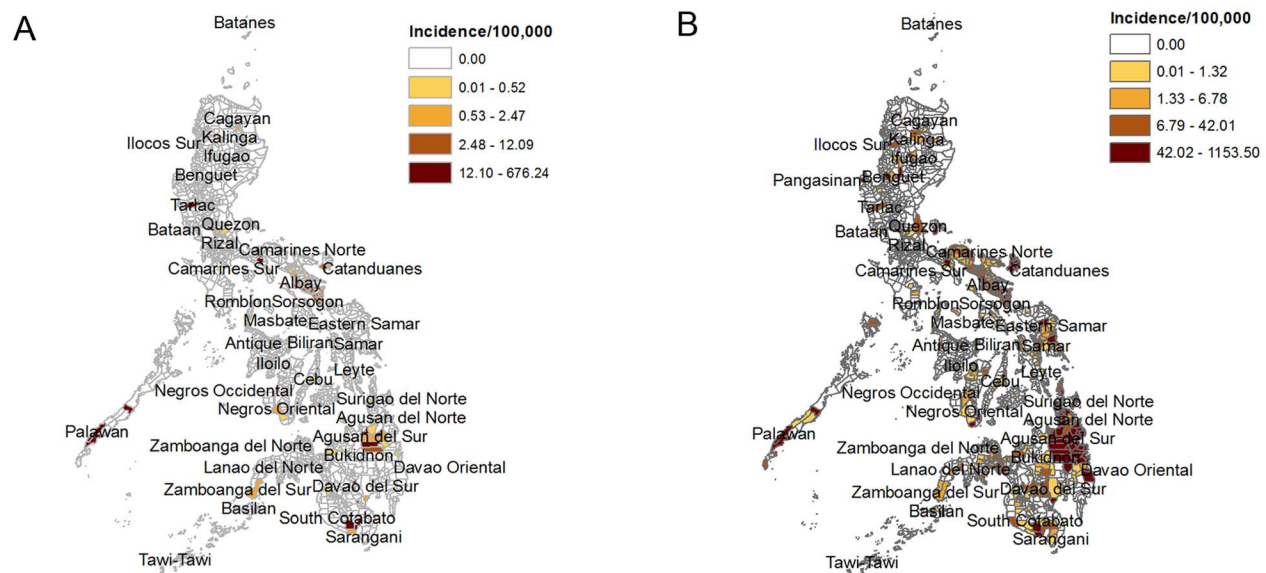 A
Batanes
Incidence/100,000
0.00
0.01 - 0.52
0.53 - 2.47
2.48 - 12.09
12.10 - 676.24
Cagayan
Ilocos Sur
Kalinga
Ifugao
Benguet
Tarlac
Bataan
Quezon
Rizal
Camarines Norte
Camarines Sur
Catanduanes
Albay
Romblon
Sorsogon
Masbate
Eastern Samar
Antique
Biliran
Samar
Iloilo
Leyte
Cebu
Negros Occidental
Surigao del Norte
Negros Oriental
Agusan del Norte
Palawan
Agusan del Sur
Zamboanga del Norte
Bukidnon
Lanao del Norte
Davao Oriental
Zamboanga del Sur
Davao del Sur
Basilan
South Cotabato
Sarangani
Tawi-Tawi
B
Batanes
Incidence/100,000
0.00
0.01 - 1.32
1.33 - 6.78
6.79 - 42.01
42.02 - 1153.50
Cagayan
Ilocos Sur
Kalinga
Ifugao
Pangasinan
Benguet
Tarlac
Bataan
Quezon
Rizal
Camarines Norte
Camarines Sur
Catanduanes
Albay
Romblon
Sorsogon
Masbate
Eastern Samar
Antique
Biliran
Samar
Iloilo
Leyte
Cebu
Negros Occidental
Surigao del Norte
Negros Oriental
Agusan del Norte
Palawan
Agusan del Sur
Zamboanga del Norte
Bukidnon
Lanao del Norte
Davao Oriental
Zamboanga del Sur
Davao del Sur
Basilan
South Cotabato
Sarangani
Tawi-Tawi